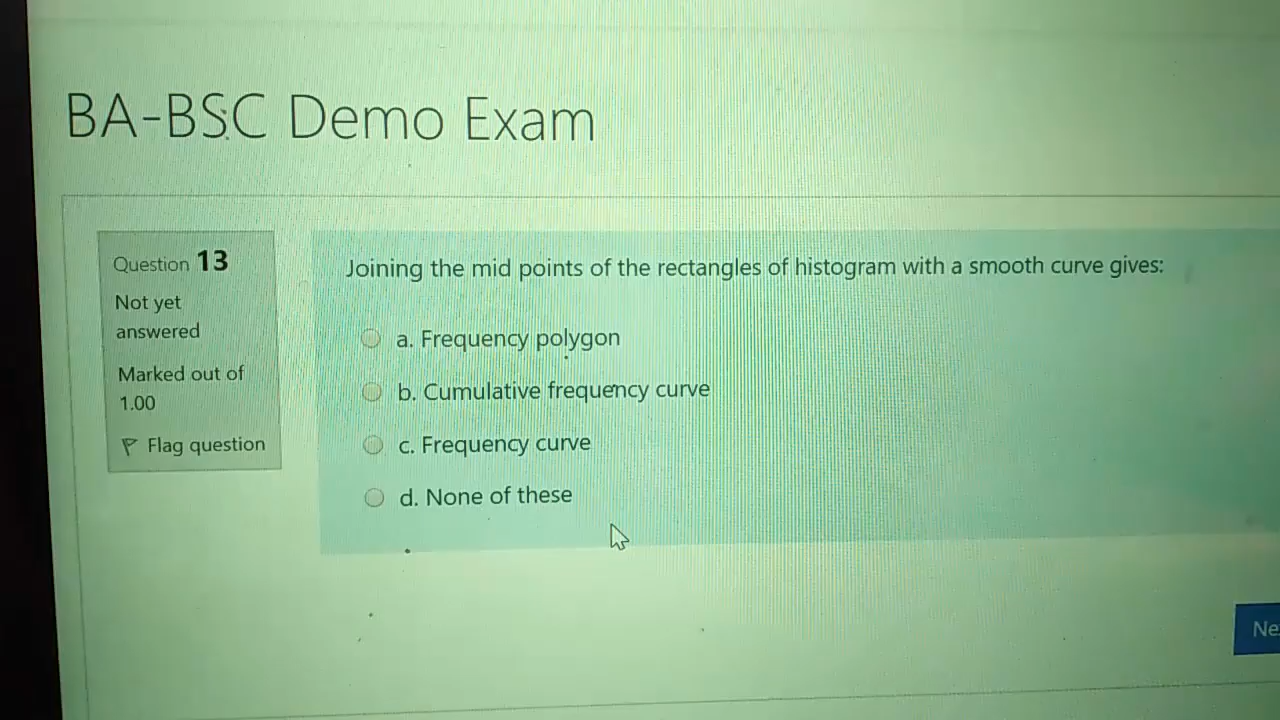 BA-BSC Demo Exam
Question 13
Not yet
answered
Marked out of
1.00
Flag question
Joining the mid points of the rectangles of histogram with a smooth curve gives:
a. Frequency polygon
b. Cumulative frequency curve
c. Frequency curve
d. None of these